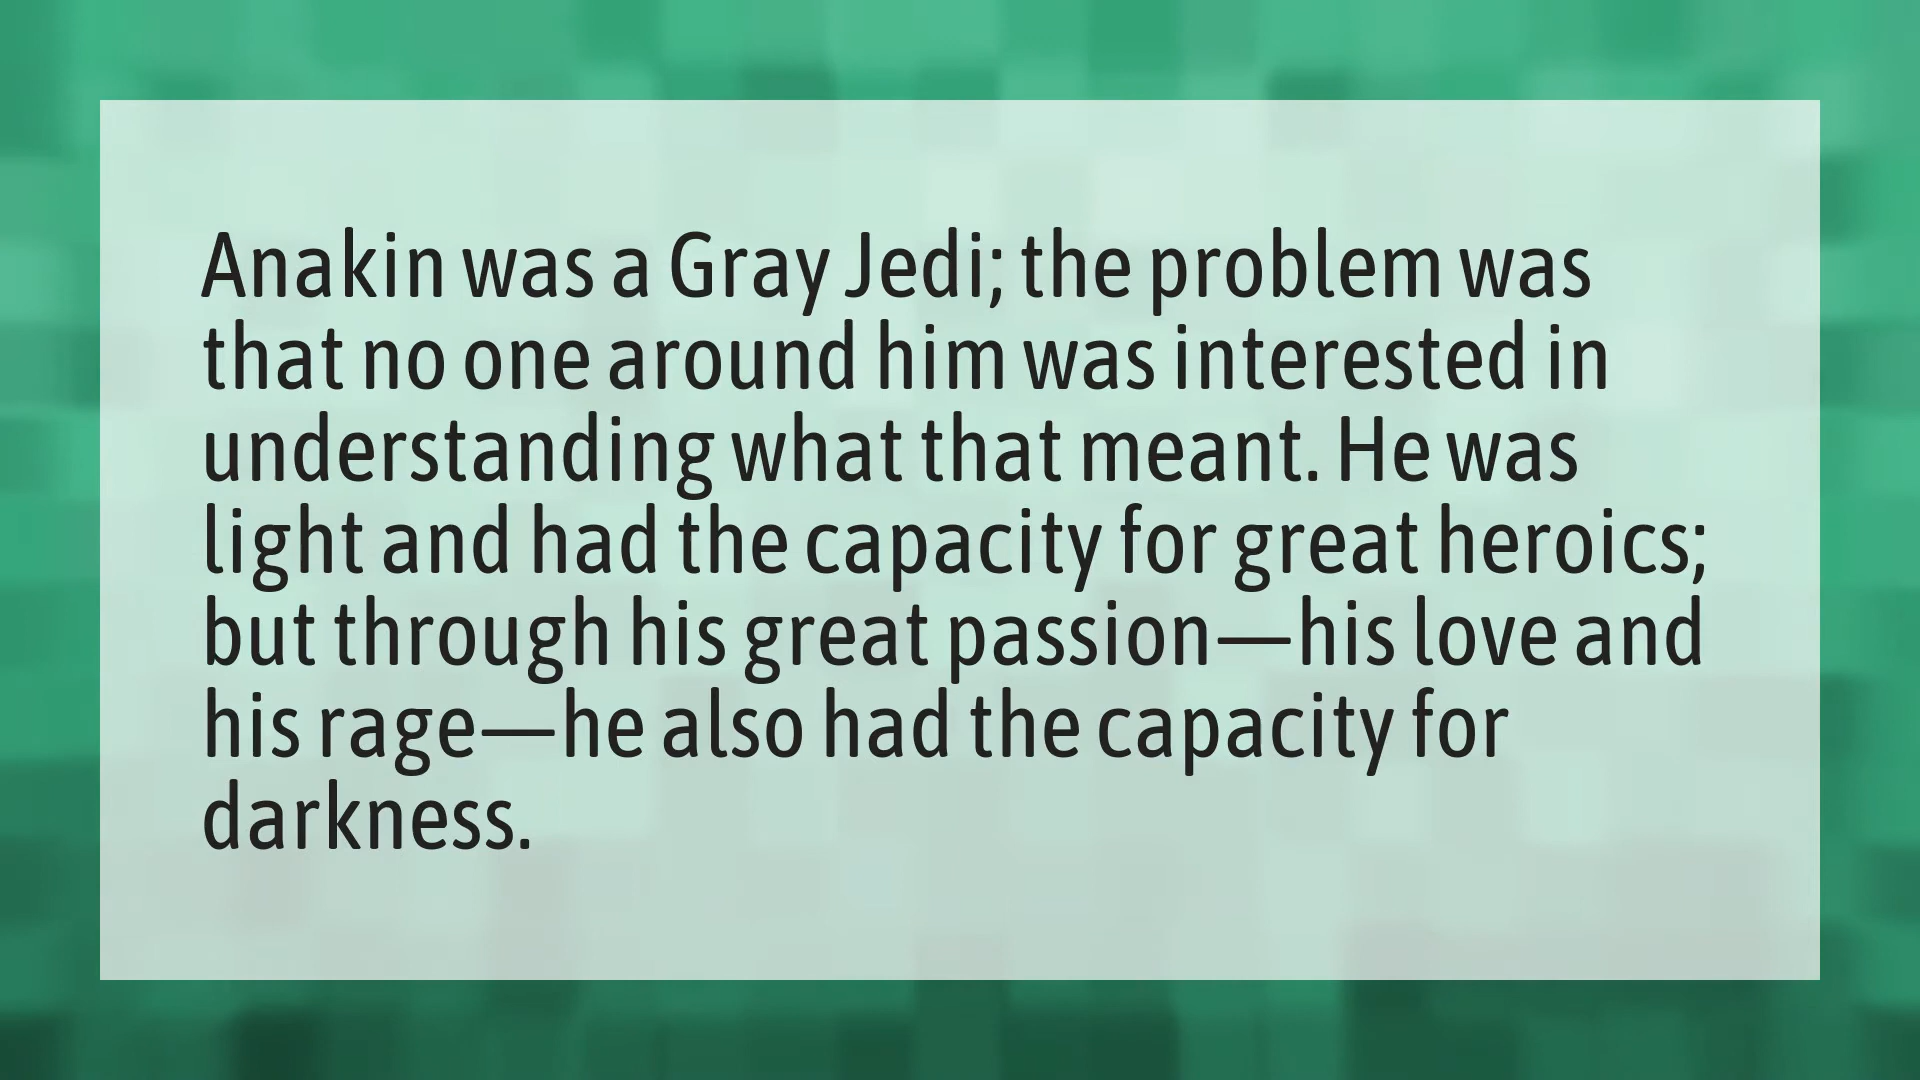 Anakin was a Gray Jedi; the problem was
that no one around him was interested in
understanding what that meant. He was
light and had the capacity for great heroics;
but through his great passion—his love and
his rage—he also had the capacity for
darkness.